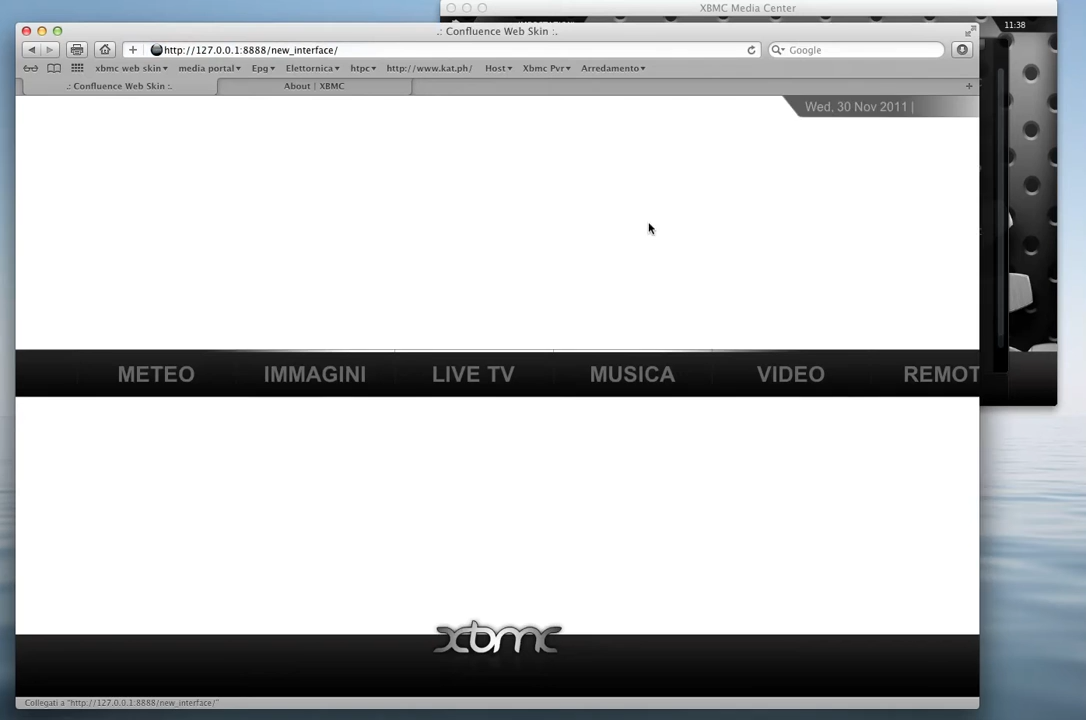 XBMC Media Center
11:38
.: Confluence Web Skin :.
http://127.0.0.1:8888/new_interface/
Google
xbmc web skin
media portal
Epg
Elettornica
htpc
http://www.kat.ph/
Host
Xbmc Pvr
Arredamento
.: Confluence Web Skin :.
About | XBMC
Wed, 30 Nov 2011 |
METEO
IMMAGINI
LIVE TV
MUSICA
VIDEO
REMOT
xbmc
Collegati a "http://127.0.0.1:8888/new_interface/"